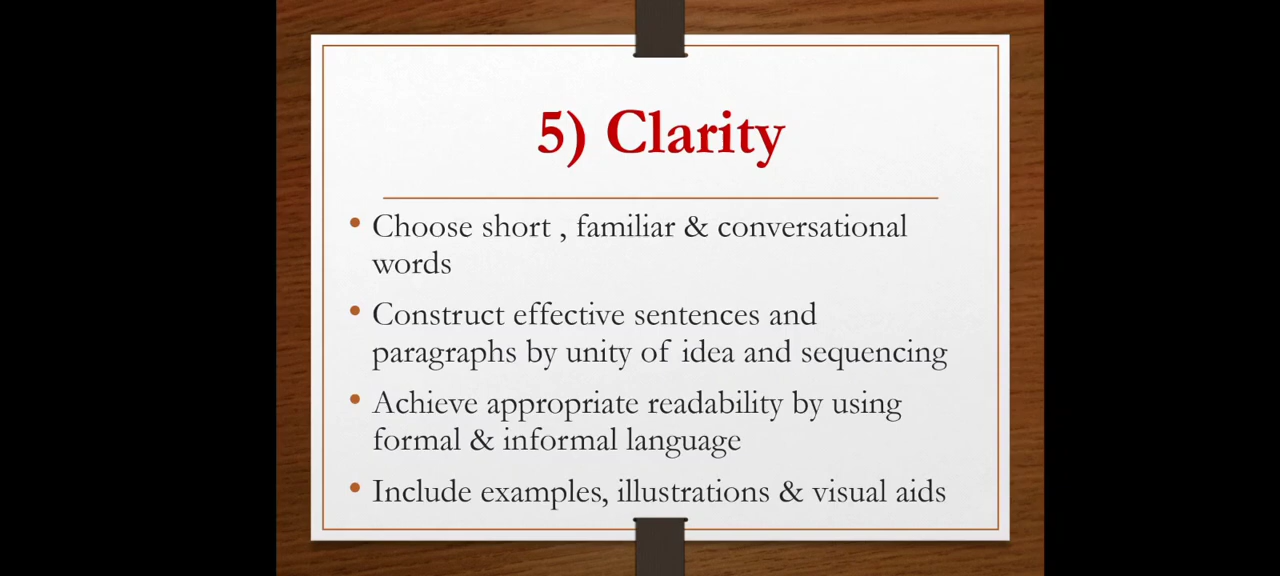 5) Clarity
• Choose short , familiar & conversational
words
• Construct effective sentences and
paragraphs by unity of idea and sequencing
• Achieve appropriate readability by using
formal & informal language
• Include examples, illustrations & visual aids